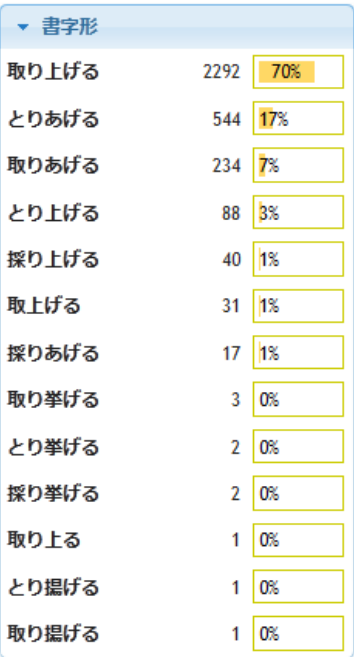 書字形
取り上げる 2292 70%
とりあげる 544 17%
取りあげる 234 7%
とり上げる 88 3%
採り上げる 40 1%
取上げる 31 1%
採りあげる 17 1%
取り挙げる 3 0%
とり挙げる 2 0%
採り挙げる 2 0%
取り上る 1 0%
とり揚げる 1 0%
取り揚げる 1 0%